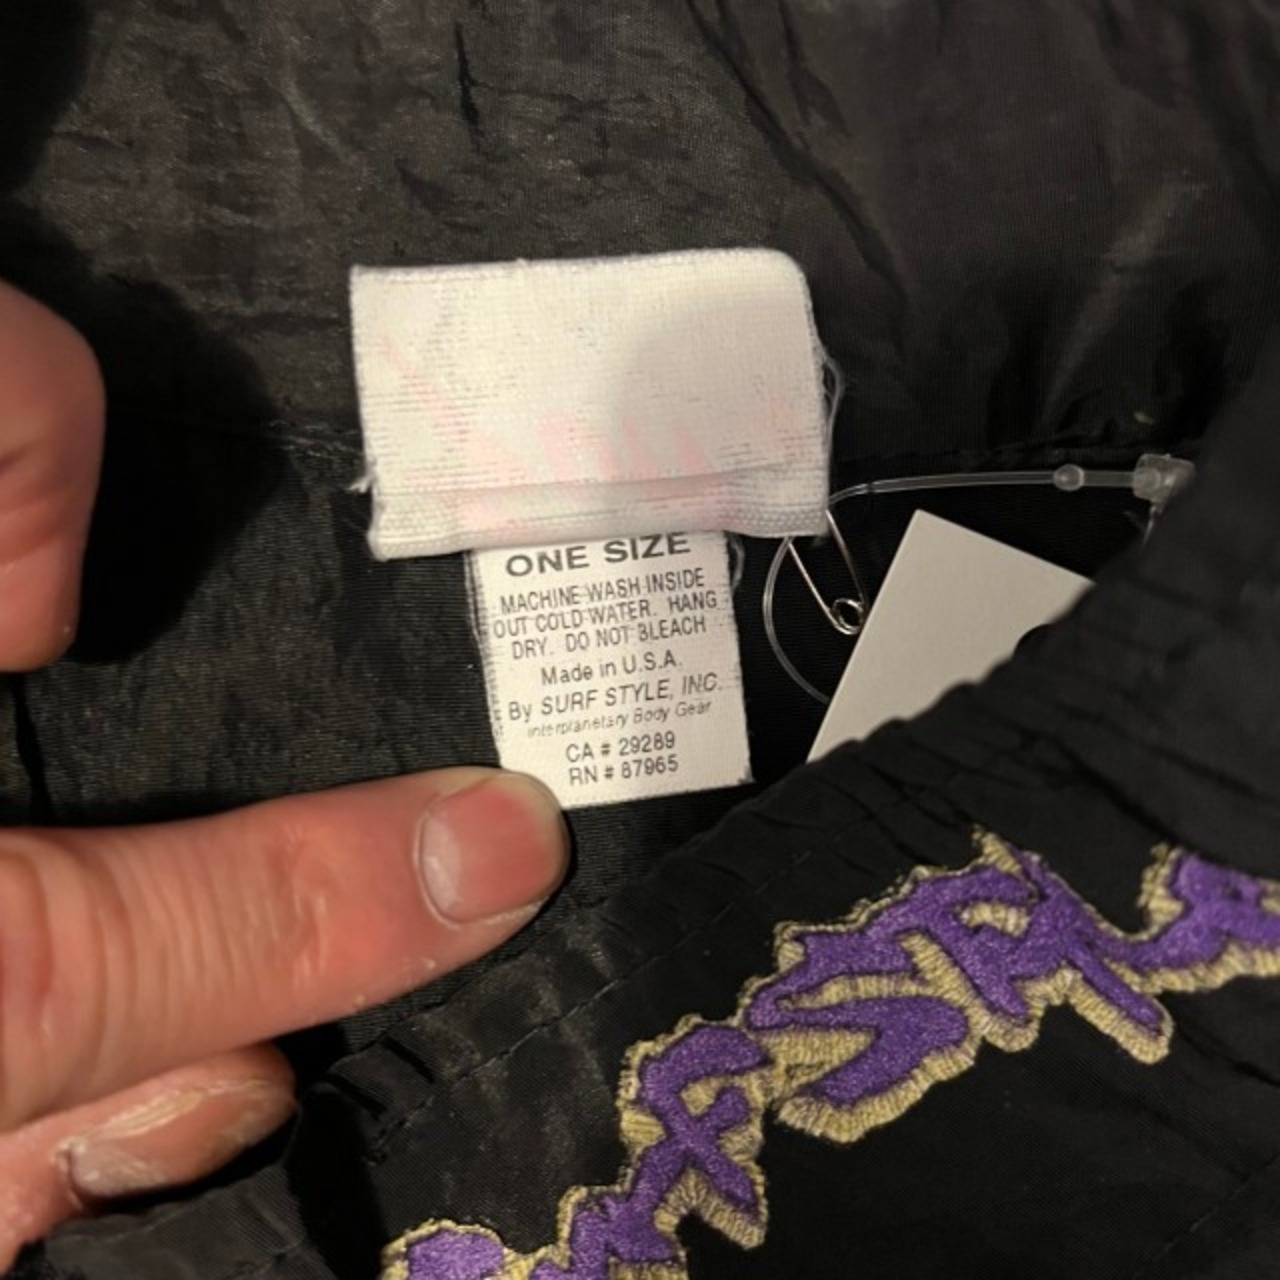 ONE SIZE
MACHINE WASH INSIDE
OUT COLD WATER. HANG
DRY. DO NOT BLEACH
Made in U.S.A.
By SURF STYLE, INC.
Interplanetary Body Gear
CA # 29289
RN # 87965